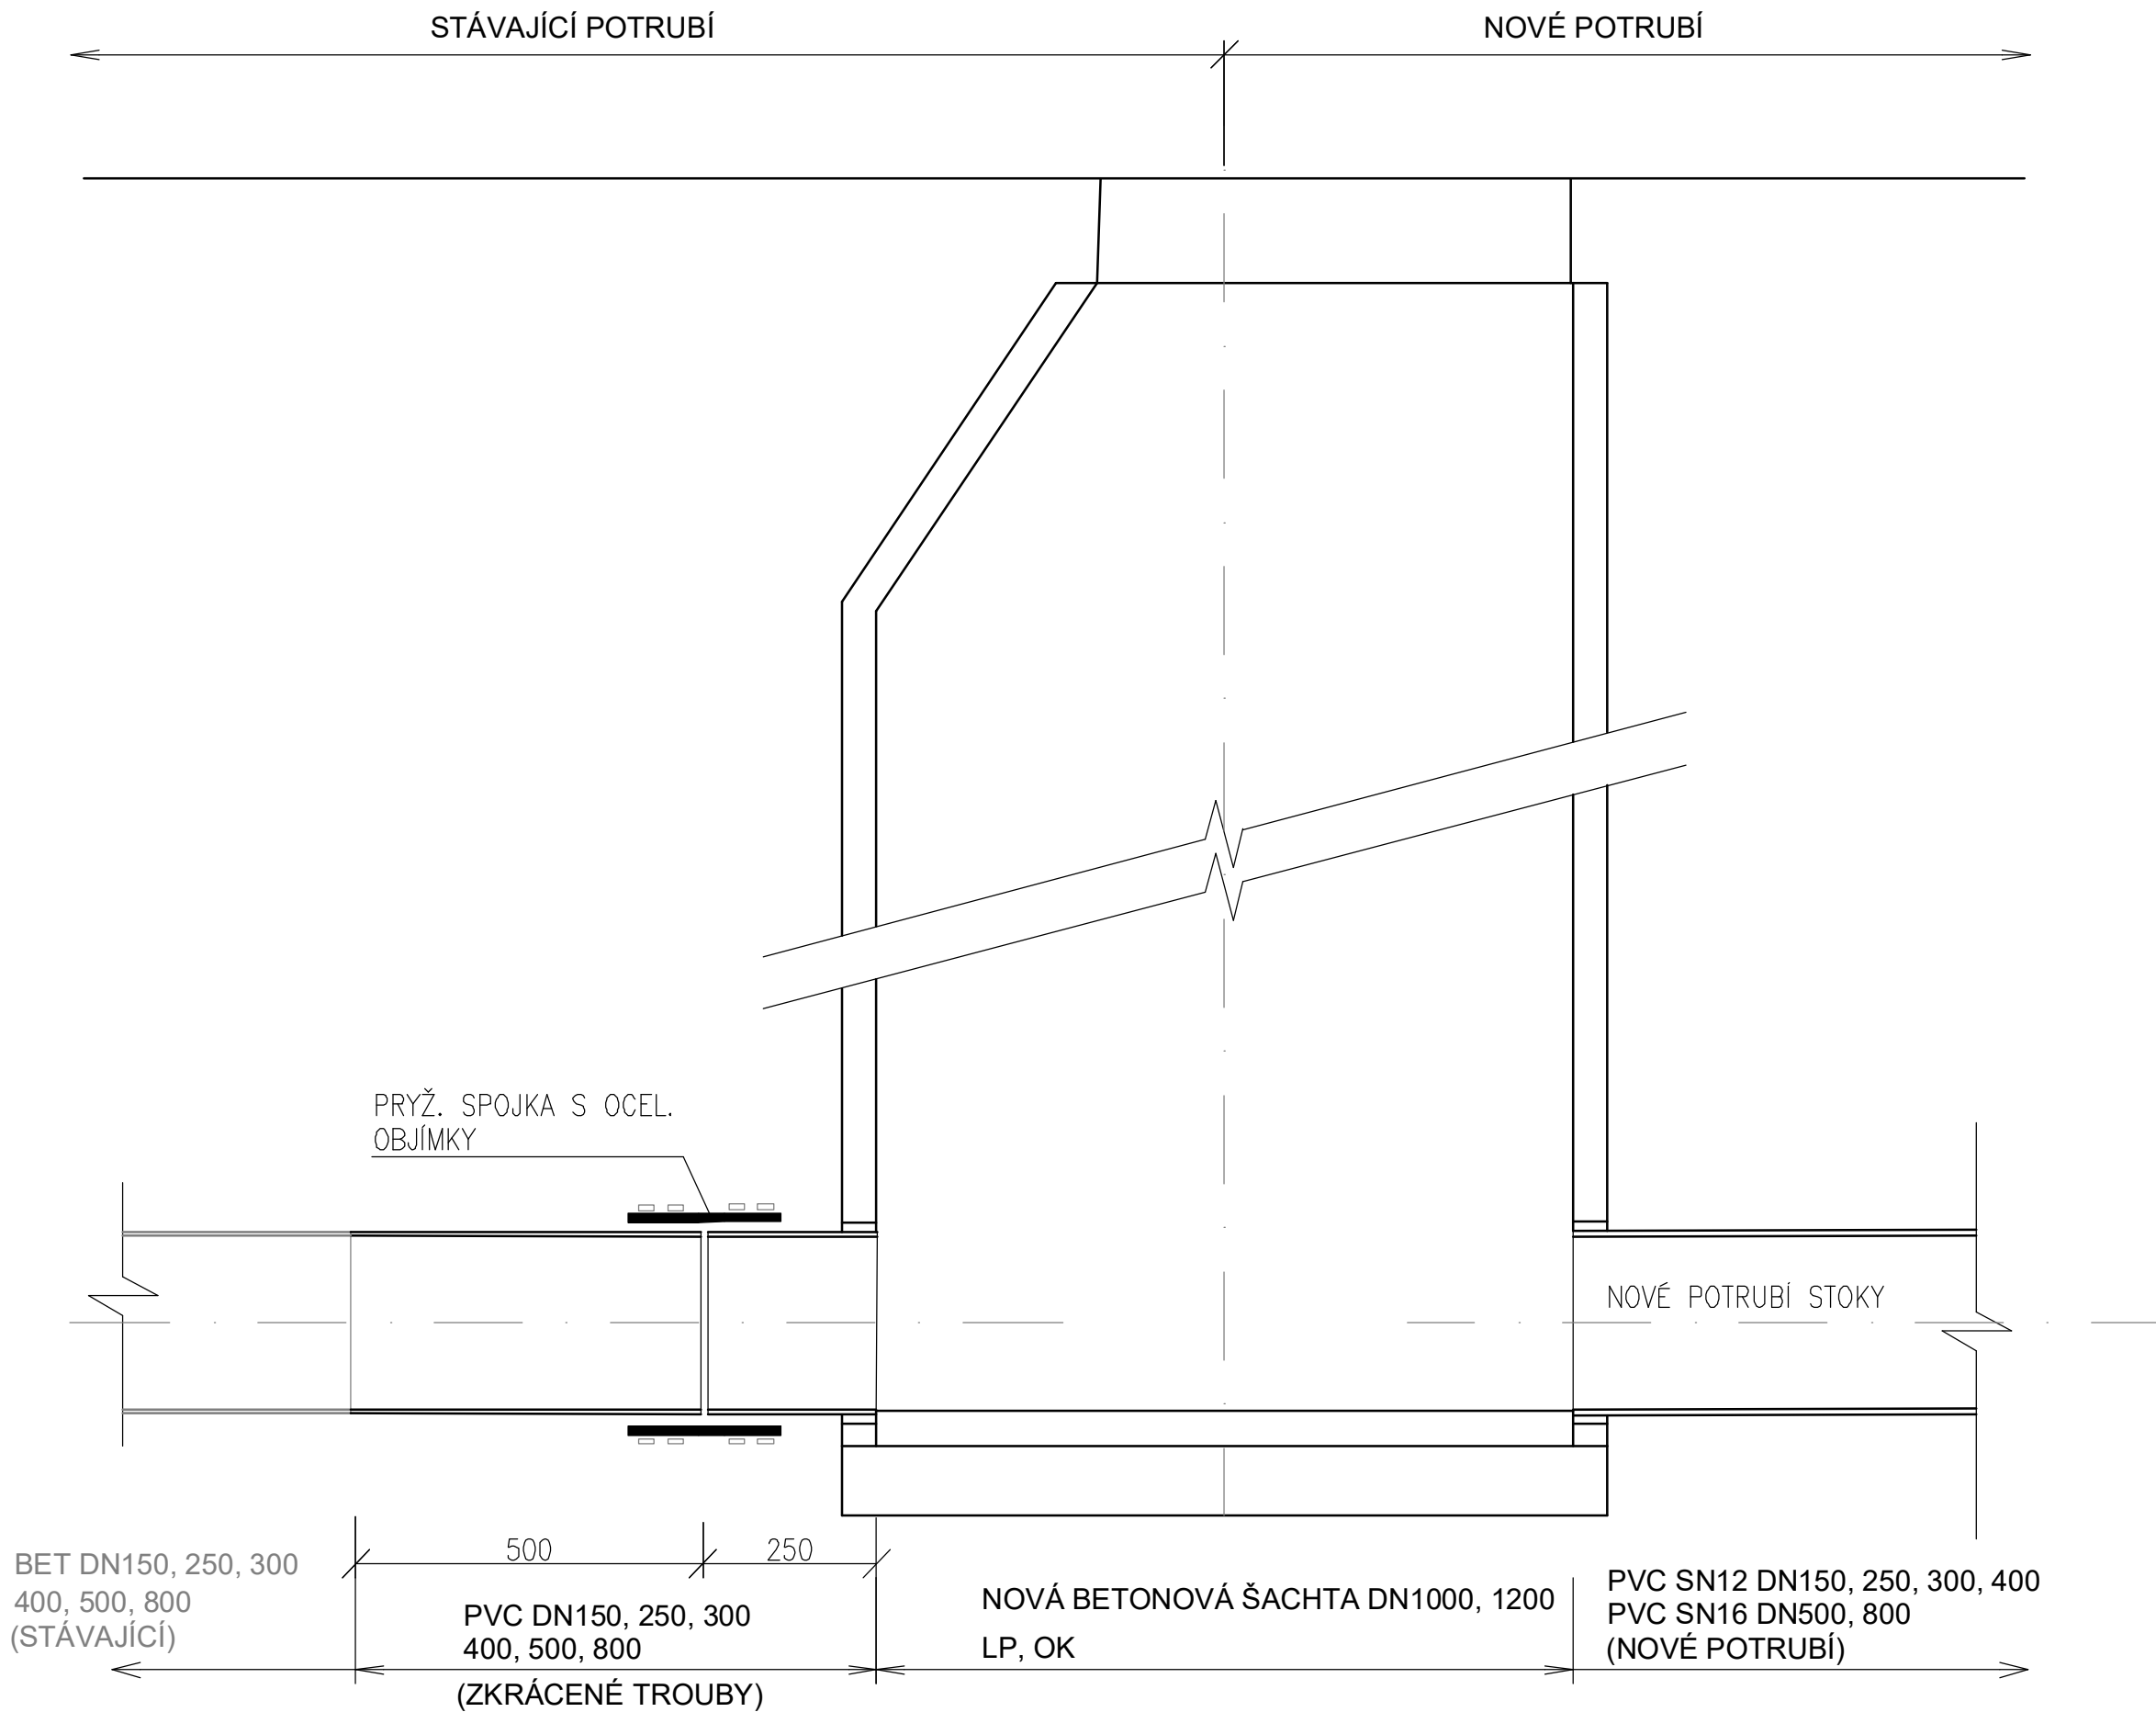 STÁVAJÍCÍ POTRUBÍ
NOVÉ POTRUBÍ
PRYŽ. SPOJKA S OCEL.
OBJÍMKY
NOVÉ POTRUBÍ STOKY
500
250
BET DN150, 250, 300
400, 500, 800
(STÁVAJÍCÍ)
PVC DN150, 250, 300
400, 500, 800
(ZKRÁCENÉ TROUBY)
NOVÁ BETONOVÁ ŠACHTA DN1000, 1200
LP, OK
PVC SN12 DN150, 250, 300, 400
PVC SN16 DN500, 800
(NOVÉ POTRUBÍ)